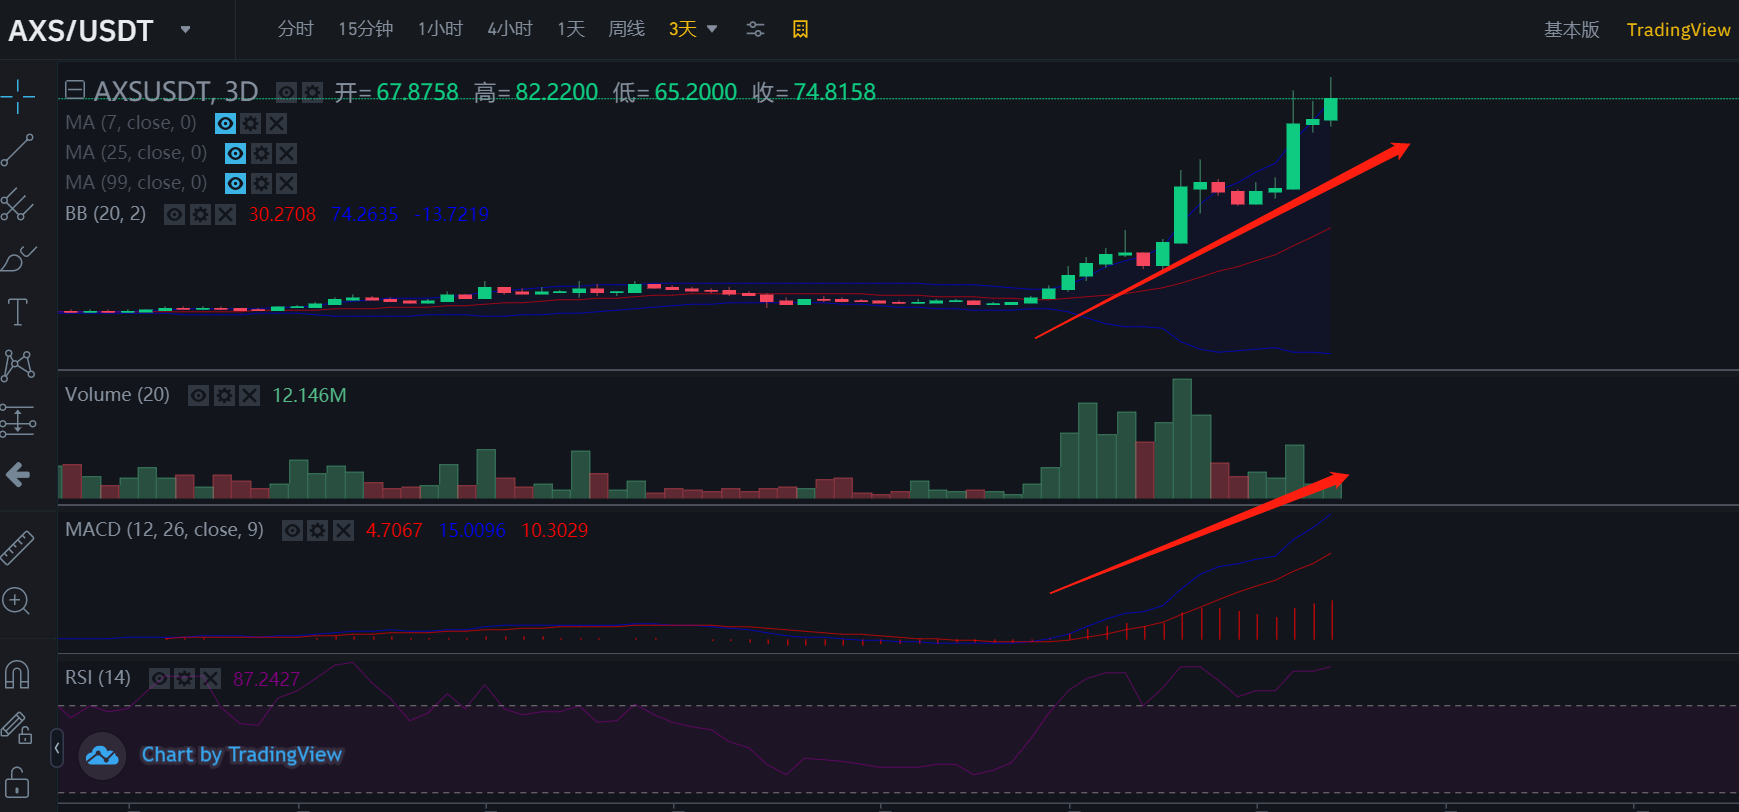 AXS/USDT 分时 15分钟 1小时 4小时 1天 周线 3天 基本版 TradingView
AXSUSDT, 3D 开= 67.8758 高= 82.2200 低= 65.2000 收= 74.8158
MA (7, close, 0)
MA (25, close, 0)
MA (99, close, 0)
BB (20, 2) 30.2708 74.2635 -13.7219
Volume (20) 12.146M
MACD (12, 26, close, 9) 4.7067 15.0096 10.3029
RSI (14) 87.2427
Chart by TradingView